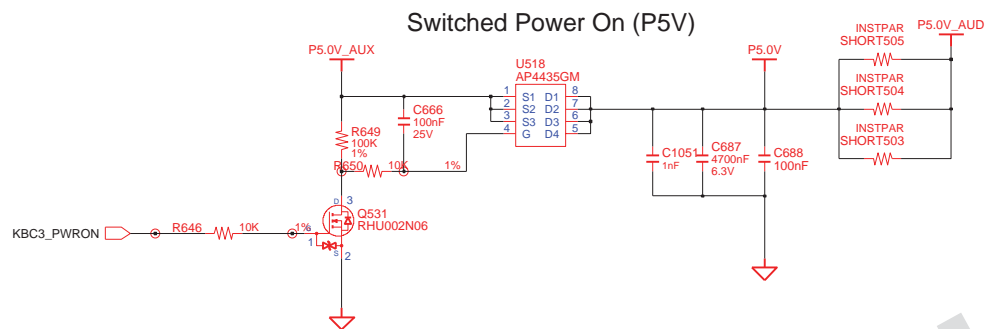 Switched Power On (P5V)
P5.0V_AUX
P5.0V
INSTPAR
SHORT505
P5.0V_AUD
U518
AP4435GM
1 S1 D1 8
2 S2 D2 7
3 S3 D3 6
4 G D4 5
C666
100nF
25V
R649
100K
1%
R650 10K 1%
INSTPAR
SHORT504
INSTPAR
SHORT503
C1051
1nF
C687
4700nF
6.3V
C688
100nF
D 3
Q531
RHU002N06
KBC3_PWRON
R646 10K 1%
G
1
S
2